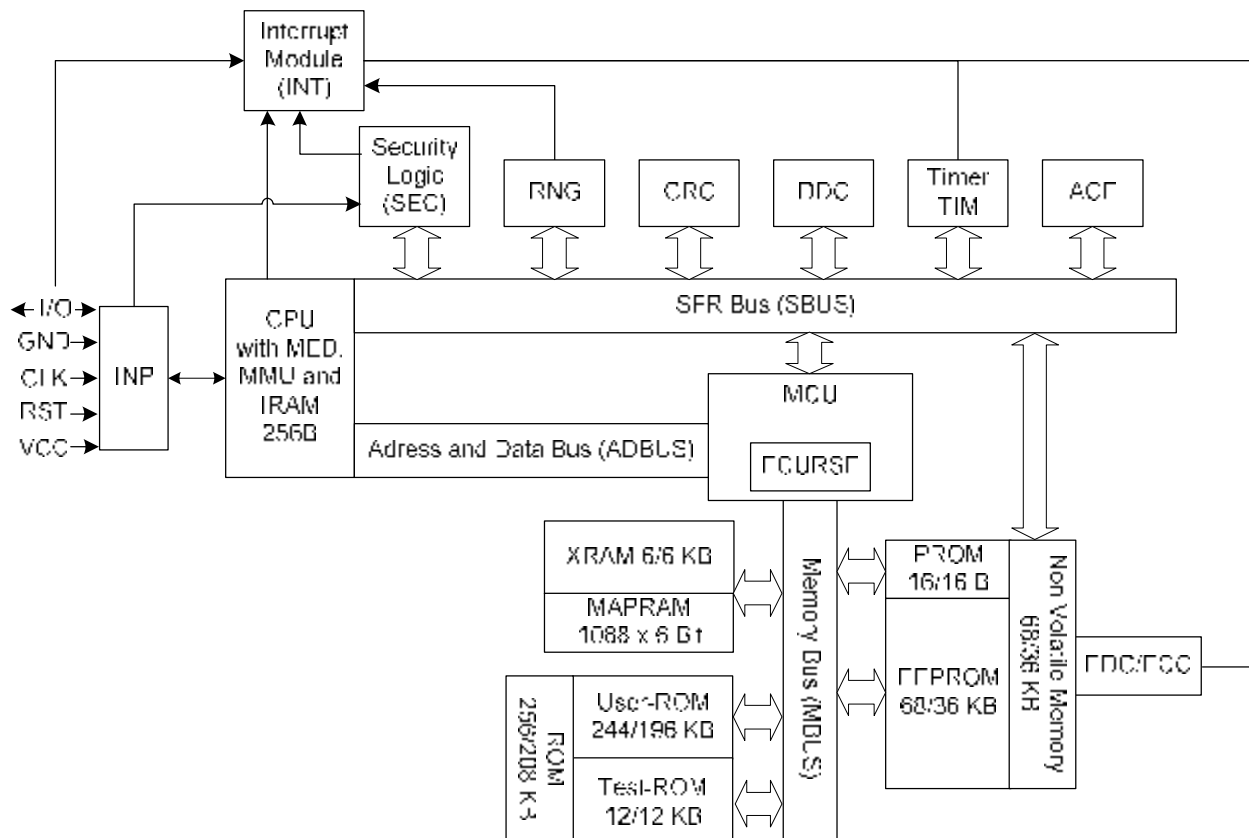 Interrupt
Module
(INT)
Security
Logic
(SEC)
RNG
CRC
DDC
Timer
TIM
ACE
SFR Bus (SBUS)
I/O
GND
CLK
RST
VCC
INP
CPU
with MED,
MMU and
IRAM
256B
Adress and Data Bus (ADBUS)
MCU
ECURSE
XRAM 6/6 KB
MAPRAM
1088 x 6 Bit
Memory Bus (MBUS)
PROM
16/16 B
EEPROM
68/36 KB
Non Volatile Memory
68/36 KB
EDC/ECC
ROM
256/208 KB
User-ROM
244/196 KB
Test-ROM
12/12 KB